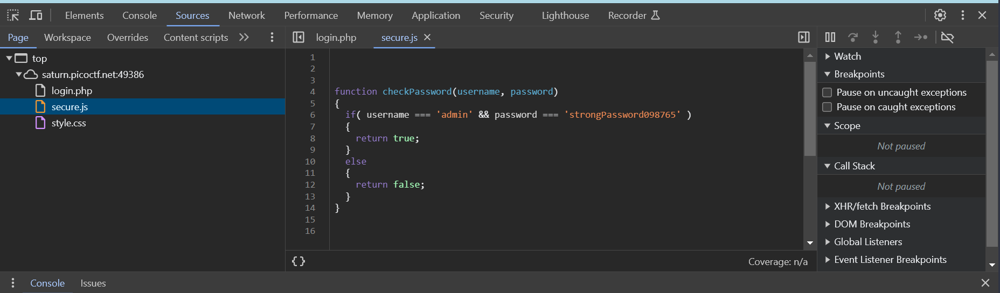 Elements Console Sources Network Performance Memory Application Security Lighthouse Recorder
Page Workspace Overrides Content scripts
login.php secure.js
top
saturn.picoctf.net:49386
login.php
secure.js
style.css
1
2
3
4 function checkPassword(username, password)
5 {
6 if( username === 'admin' && password === 'strongPassword098765' )
7 {
8 return true;
9 }
10 else
11 {
12 return false;
13 }
14 }
15
16
{} Coverage: n/a
Watch
Breakpoints
Pause on uncaught exceptions
Pause on caught exceptions
Scope
Not paused
Call Stack
Not paused
XHR/fetch Breakpoints
DOM Breakpoints
Global Listeners
Event Listener Breakpoints
Console Issues